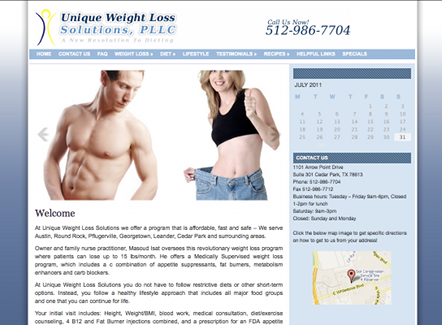 Unique Weight Loss
Solutions, PLLC
A New Resolution To Dieting
Call Us Now!
512-986-7704
HOME CONTACT US FAQ WEIGHT LOSS » DIET » LIFESTYLE TESTIMONIALS » RECIPES » HELPFUL LINKS SPECIALS
JULY 2011
M T W T F S S
1 2 3
4 5 6 7 8 9 10
11 12 13 14 15 16 17
18 19 20 21 22 23 24
25 26 27 28 29 30 31
CONTACT US
1101 Arrow Point Drive
Suite 301 Cedar Park, TX 78613
Phone: 512-986-7704
Fax 512-986-7712
Business hours: Tuesday – Friday 9am-6pm, Closed
1-2pm for lunch
Saturday: 9am-3pm
Closed: Sunday and Monday
Click the below map image to get specific directions
on how to get to us from your address!
Welcome
At Unique Weight Loss Solutions we offer a program that is affordable, fast and safe – We serve
Austin, Round Rock, Pflugerville, Georgetown, Leander, Cedar Park and surrounding areas.
Owner and family nurse practitioner, Masoud Isat oversees this revolutionary weight loss program
where patients can lose up to 15 lbs/month. He offers a Medically Supervised weight loss
program, which includes a combination of appetite suppressants, fat burners, metabolism
enhancers and carb blockers.
At Unique Weight Loss Solutions you do not have to follow restrictive diets or other short-term
options. Instead, you follow a healthy lifestyle approach that includes all major food groups
and one that you can continue for life.
Your initial visit includes: Height, Weight/BMI, blood work, medical consultation, diet/exercise
counseling, 4 B12 and Fat Burner injections combined, and a prescription for an FDA appetite